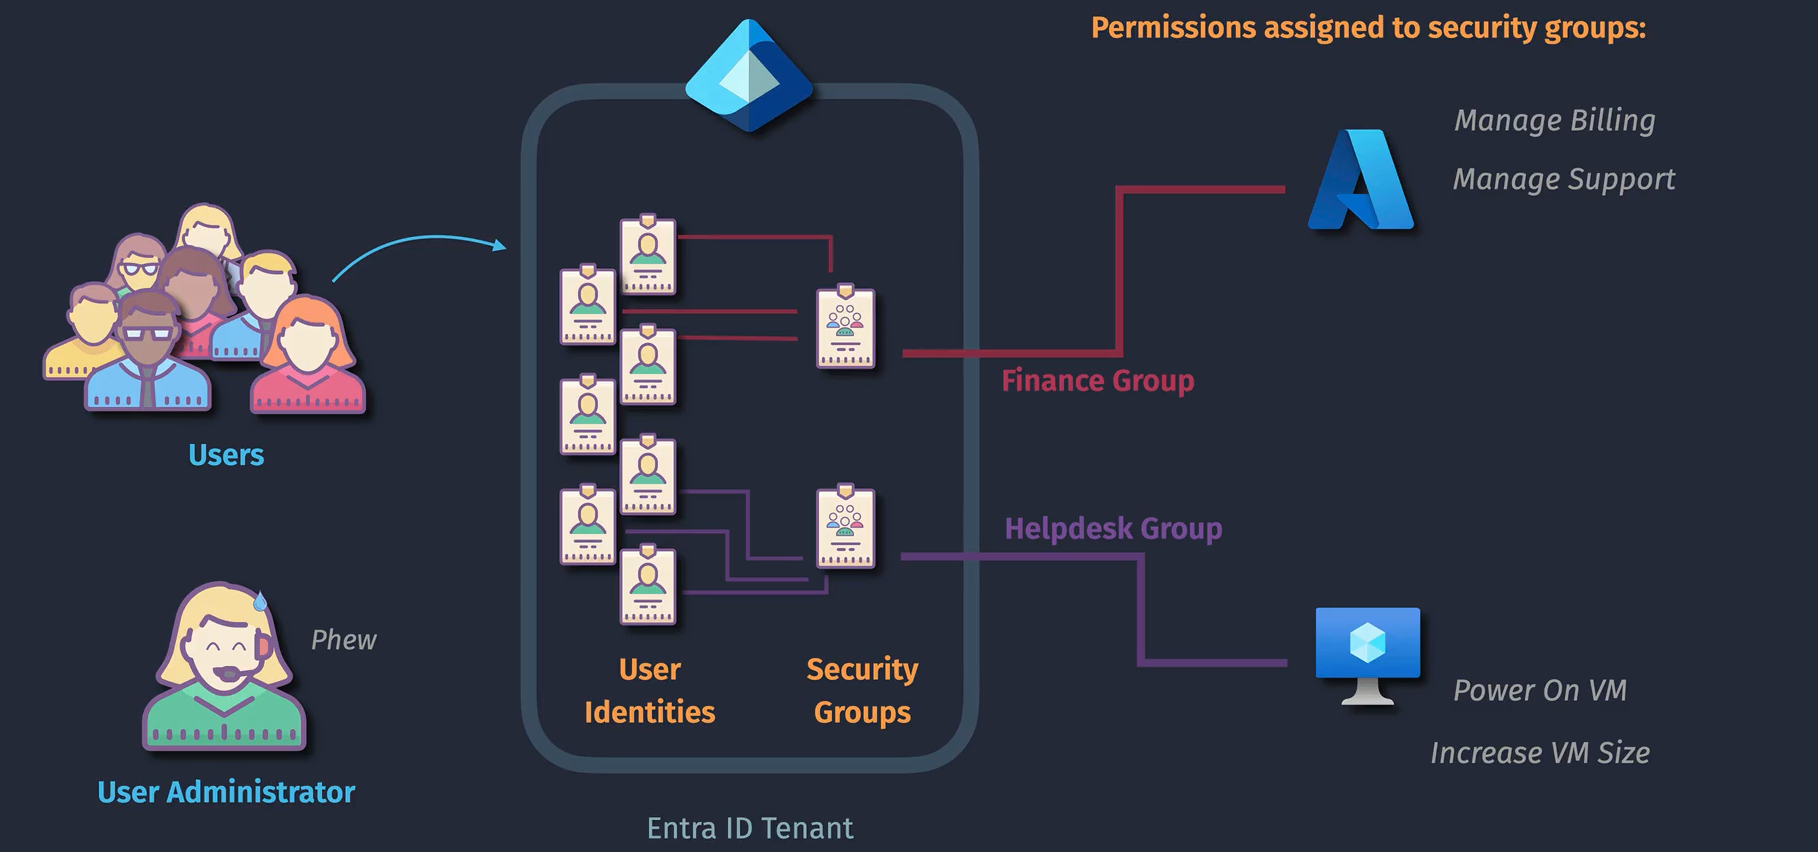 Permissions assigned to security groups:
Manage Billing
Manage Support
Finance Group
Users
Helpdesk Group
Phew
User
Identities
Security
Groups
Power On VM
Increase VM Size
User Administrator
Entra ID Tenant